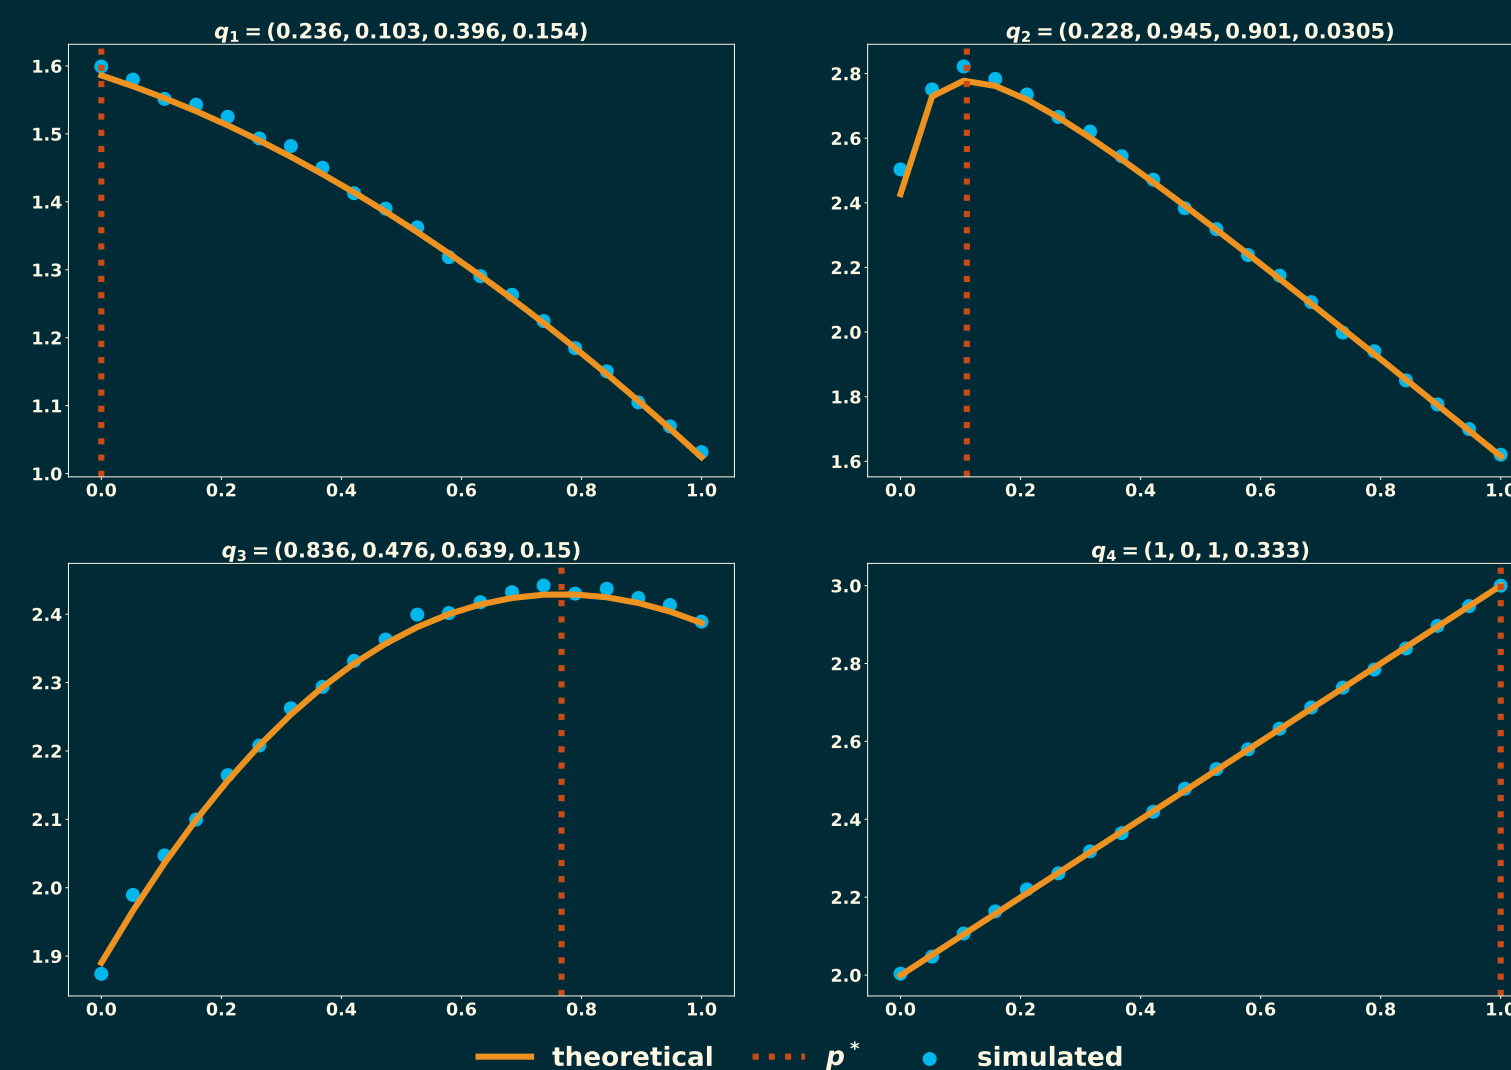 q₁ = (0.236, 0.103, 0.396, 0.154)
1.6
1.5
1.4
1.3
1.2
1.1
1.0
0.0 0.2 0.4 0.6 0.8 1.0
q₂ = (0.228, 0.945, 0.901, 0.0305)
2.8
2.6
2.4
2.2
2.0
1.8
1.6
0.0 0.2 0.4 0.6 0.8 1.0
q₃ = (0.836, 0.476, 0.639, 0.15)
2.4
2.3
2.2
2.1
2.0
1.9
0.0 0.2 0.4 0.6 0.8 1.0
q₄ = (1, 0, 1, 0.333)
3.0
2.8
2.6
2.4
2.2
2.0
0.0 0.2 0.4 0.6 0.8 1.0
theoretical p* simulated